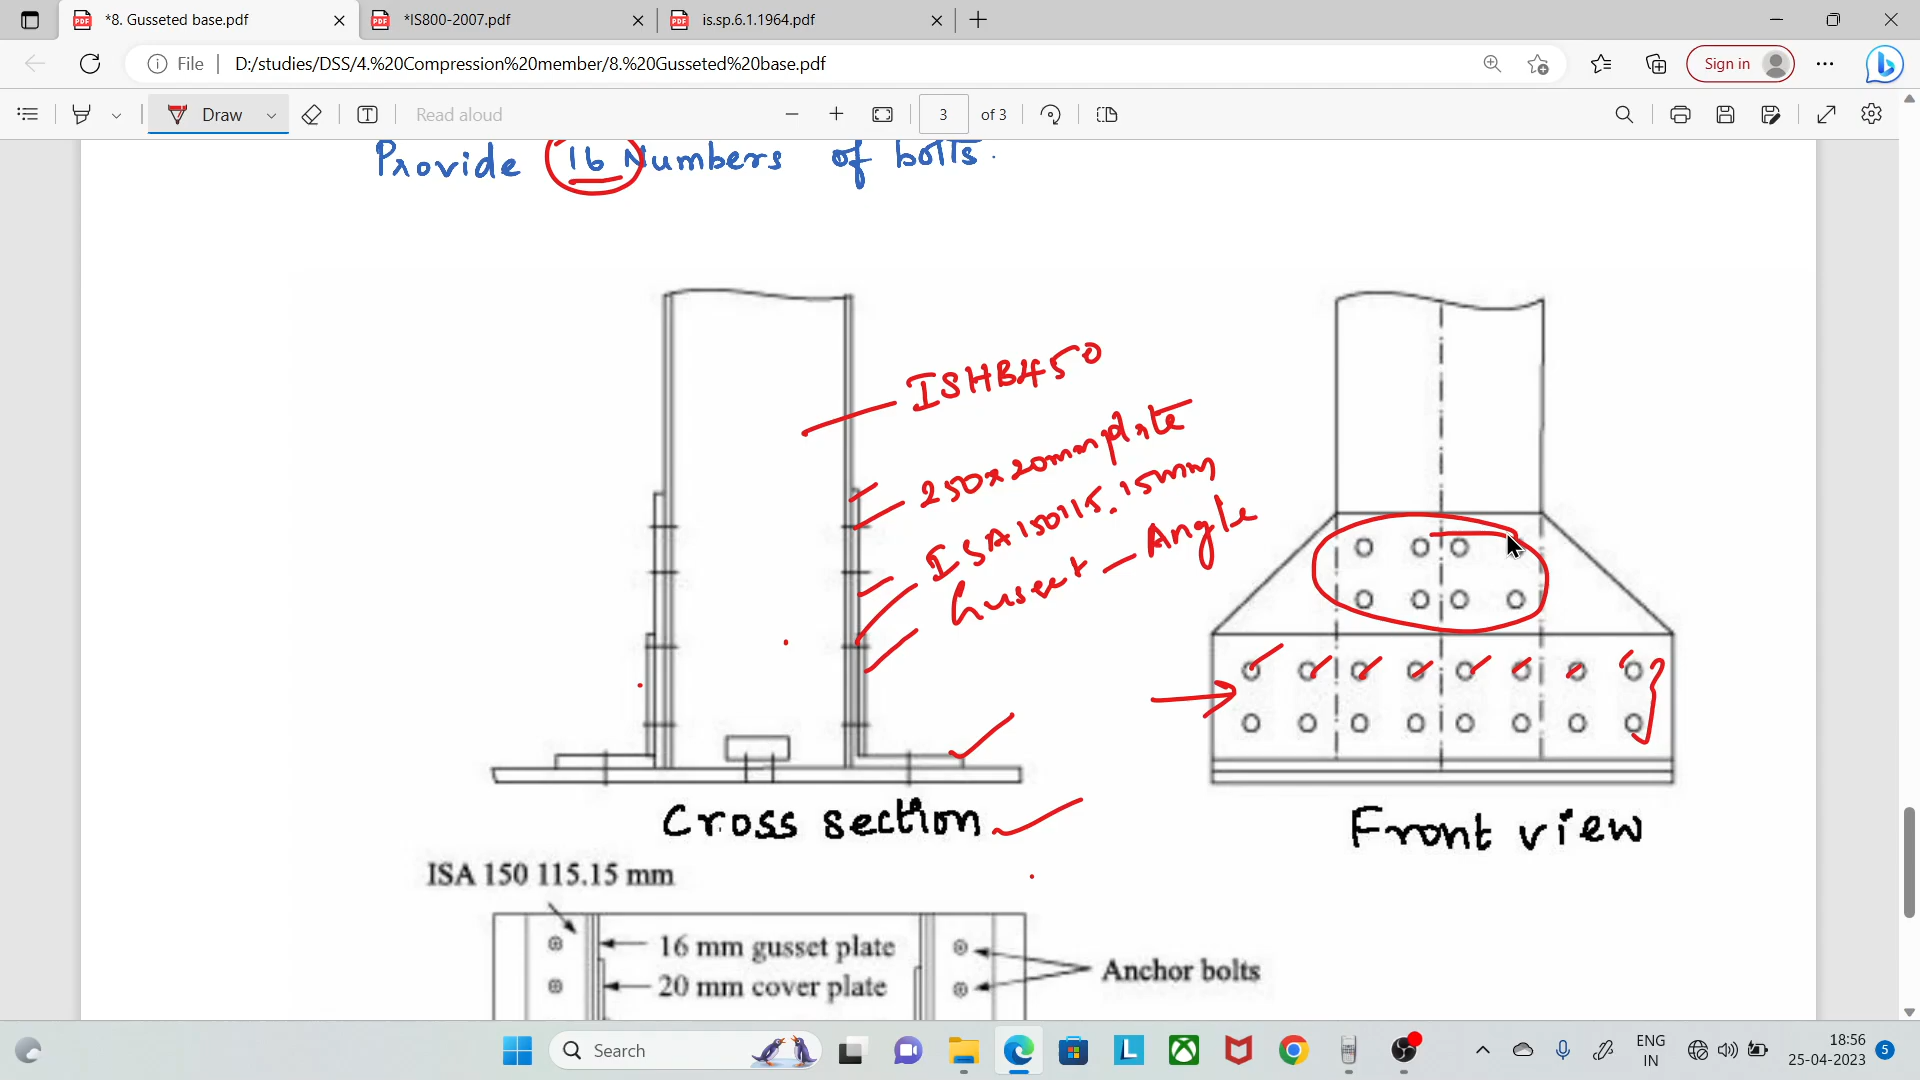 *8. Gusseted base.pdf
*IS800-2007.pdf
is.sp.6.1.1964.pdf
File
D:/studies/DSS/4.%20Compression%20member/8.%20Gusseted%20base.pdf
Sign in
Draw
Read aloud
3
of 3
Provide 16 Numbers of bolts.
ISHB450
250x20mm plate
ISA 150115.15mm
Gusset - Angle
Cross section
Front view
ISA 150 115.15 mm
16 mm gusset plate
20 mm cover plate
Anchor bolts
Search
ENG
IN
18:56
25-04-2023
5